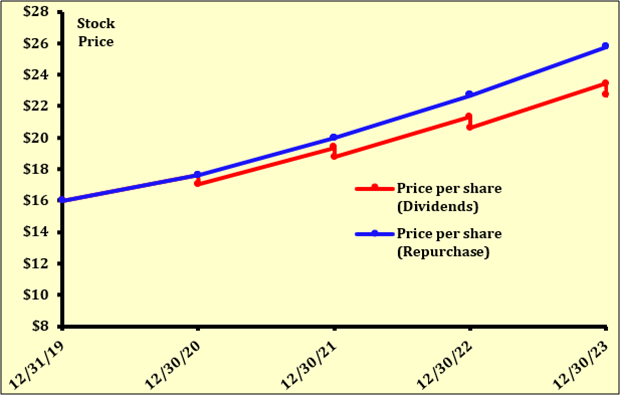 $28
Stock
Price
$26
$24
$22
$20
$18
Price per share
(Dividends)
$16
$14
Price per share
(Repurchase)
$12
$10
$8
12/31/19
12/30/20
12/30/21
12/30/22
12/30/23